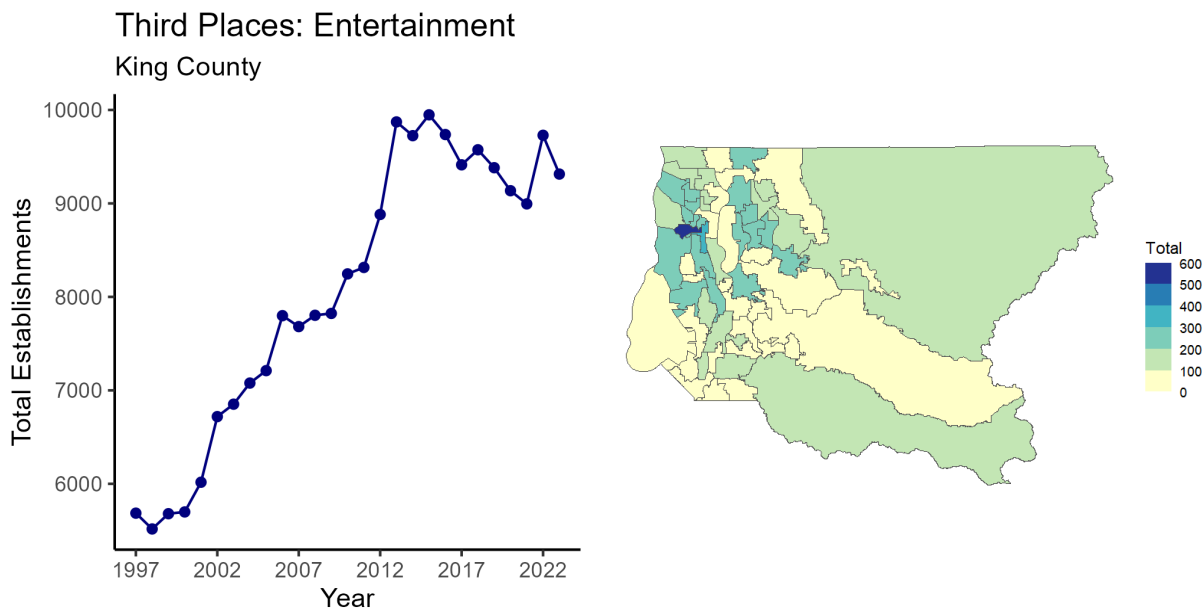 Third Places: Entertainment
King County
10000
9000
8000
7000
6000
Total Establishments
1997 2002 2007 2012 2017 2022
Year
Total
600
500
400
300
200
100
0